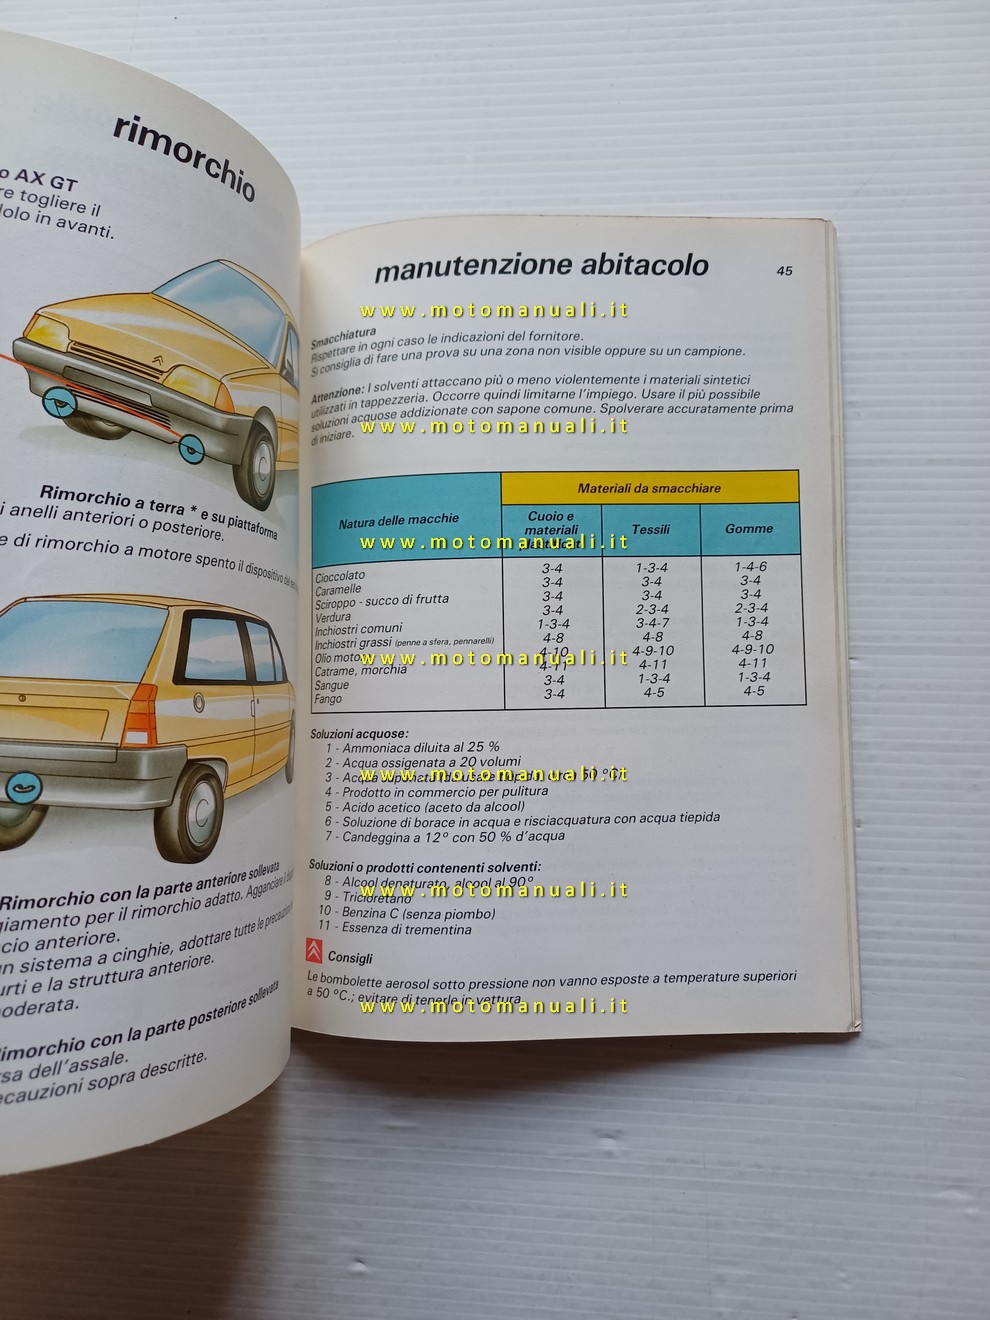 rimorchio
o AX GT
re togliere il
dolo in avanti.
Rimorchio a terra * e su piattaforma
i anelli anteriori o posteriore.
e di rimorchio a motore spento il dispositivo
Rimorchio con la parte anteriore sollevata
giamento per il rimorchio adatto. Agganciare il
cio anteriore.
un sistema a cinghie, adottare tutte le precauzioni
urti e la struttura anteriore.
moderata.
Rimorchio con la parte posteriore sollevata
rsa dell'assale.
ecauzioni sopra descritte.
manutenzione abitacolo
45
www.motomanuali.it
Smacchiatura
Rispettare in ogni caso le indicazioni del fornitore.
Si consiglia di fare una prova su una zona non visible oppure su un campione.
Attenzione: I solventi attaccano più o meno violentemente i materiali sintetici
utilizzati in tappezzeria. Occorre quindi limitarne l'impiego. Usare il più possibile
soluzioni acquose addizionate con sapone comune. Spolverare accuratamente prima
di iniziare.
www.motomanuali.it
Materiali da smacchiare
Natura delle macchie
Cuoio e
materiali
Tessili
Gomme
www.motomanuali.it
Cioccolato 3-4 1-3-4 1-4-6
Caramelle 3-4 3-4 3-4
Sciroppo - succo di frutta 3-4 3-4 3-4
Verdura 3-4 2-3-4 2-3-4
Inchiostri comuni 1-3-4 3-4-7 1-3-4
Inchiostri grassi (penne a sfera, pennarelli) 4-8 4-8 4-8
Olio motore 4-10 4-9-10 4-9-10
www.motomanuali.it
Catrame, morchia 4-11 4-11 4-11
Sangue 3-4 1-3-4 1-3-4
Fango 3-4 4-5 4-5
Soluzioni acquose:
1 - Ammoniaca diluita al 25 %
2 - Acqua ossigenata a 20 volumi
3 - Acqua saponata da usare 50 °C
www.motomanuali.it
4 - Prodotto in commercio per pulitura
5 - Acido acetico (aceto da alcool)
6 - Soluzione di borace in acqua e risciacquatura con acqua tiepida
7 - Candeggina a 12° con 50 % d'acqua
Soluzioni o prodotti contenenti solventi:
8 - Alcool denaturato, alcool al 90°
www.motomanuali.it
9 - Tricloretano
10 - Benzina C (senza piombo)
11 - Essenza di trementina
Consigli
Le bombolette aerosol sotto pressione non vanno esposte a temperature superiori
a 50 °C.; evitare di tenerle in vettura.
www.motomanuali.it